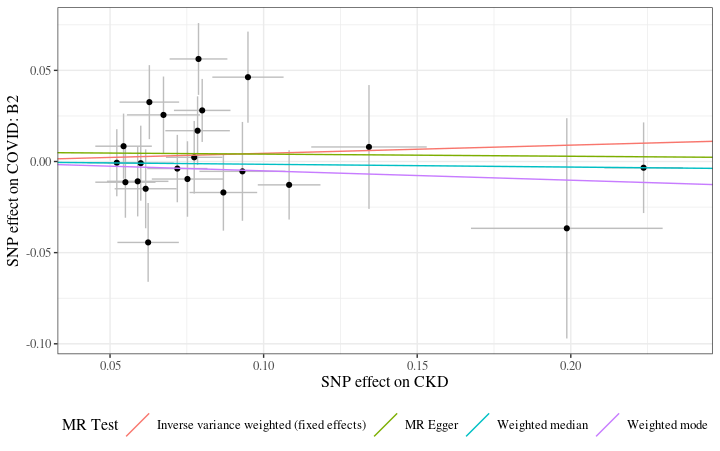 SNP effect on COVID: B2
0.05
0.00
-0.05
-0.10
0.05
0.10
0.15
0.20
SNP effect on CKD
MR Test
Inverse variance weighted (fixed effects)
MR Egger
Weighted median
Weighted mode